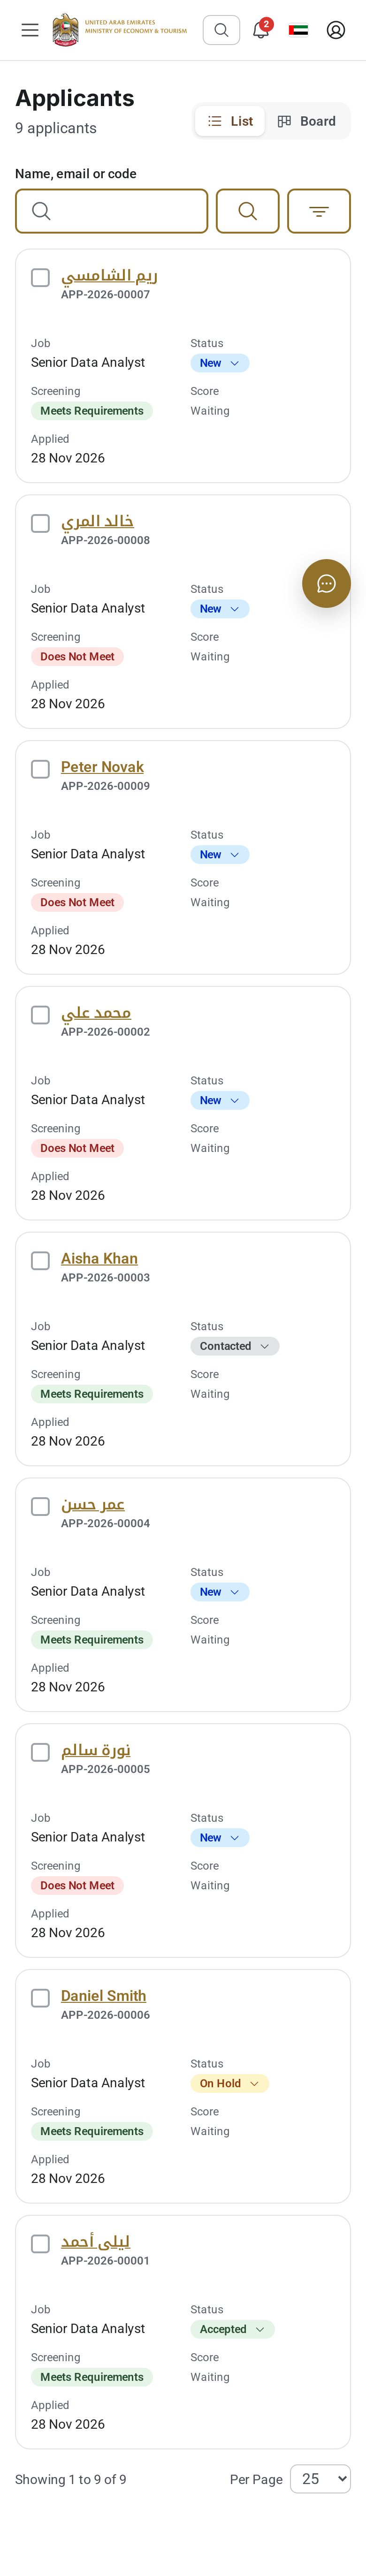 UNITED ARAB EMIRATES
MINISTRY OF ECONOMY & TOURISM
2
Applicants
9 applicants
List
Board
Name, email or code
ريم الشامسي
APP-2026-00007
Job
Status
Senior Data Analyst
New
Screening
Score
Meets Requirements
Waiting
Applied
28 Nov 2026
خالد المري
APP-2026-00008
Job
Status
Senior Data Analyst
New
Screening
Score
Does Not Meet
Waiting
Applied
28 Nov 2026
Peter Novak
APP-2026-00009
Job
Status
Senior Data Analyst
New
Screening
Score
Does Not Meet
Waiting
Applied
28 Nov 2026
محمد علي
APP-2026-00002
Job
Status
Senior Data Analyst
New
Screening
Score
Does Not Meet
Waiting
Applied
28 Nov 2026
Aisha Khan
APP-2026-00003
Job
Status
Senior Data Analyst
Contacted
Screening
Score
Meets Requirements
Waiting
Applied
28 Nov 2026
عمر حسن
APP-2026-00004
Job
Status
Senior Data Analyst
New
Screening
Score
Meets Requirements
Waiting
Applied
28 Nov 2026
نورة سالم
APP-2026-00005
Job
Status
Senior Data Analyst
New
Screening
Score
Does Not Meet
Waiting
Applied
28 Nov 2026
Daniel Smith
APP-2026-00006
Job
Status
Senior Data Analyst
On Hold
Screening
Score
Meets Requirements
Waiting
Applied
28 Nov 2026
ليلى أحمد
APP-2026-00001
Job
Status
Senior Data Analyst
Accepted
Screening
Score
Meets Requirements
Waiting
Applied
28 Nov 2026
Showing 1 to 9 of 9
Per Page
25